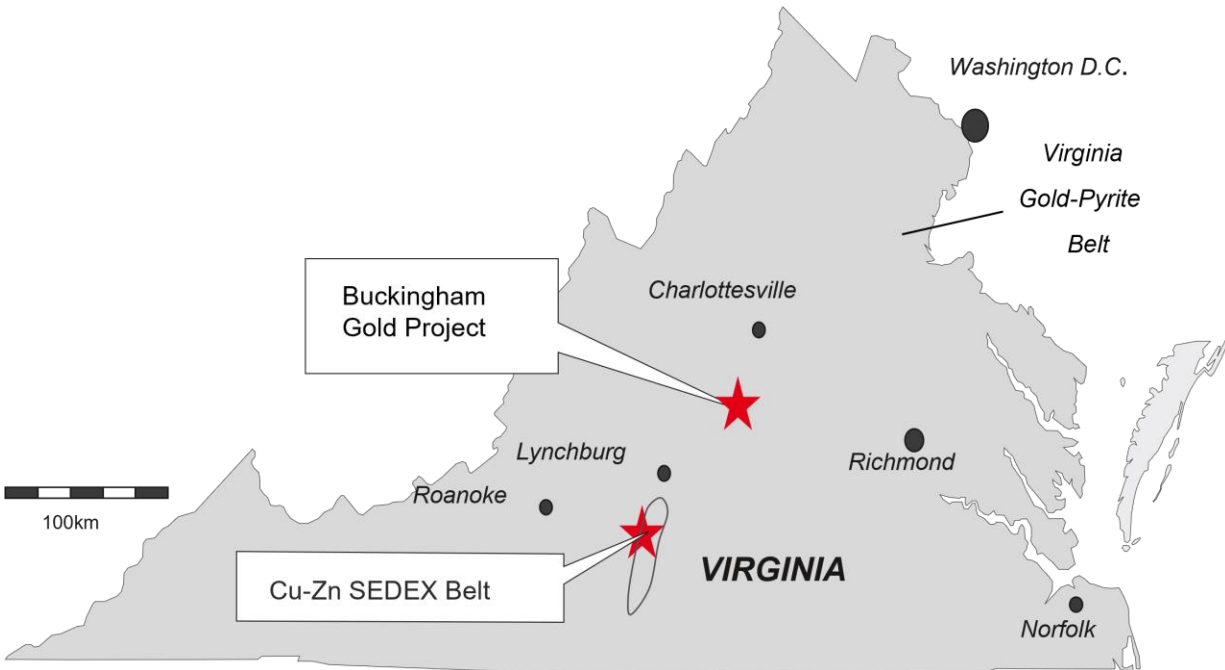 Washington D.C.
Virginia
Gold-Pyrite
Belt
Buckingham
Gold Project
Charlottesville
Lynchburg
Richmond
Roanoke
100km
VIRGINIA
Cu-Zn SEDEX Belt
Norfolk